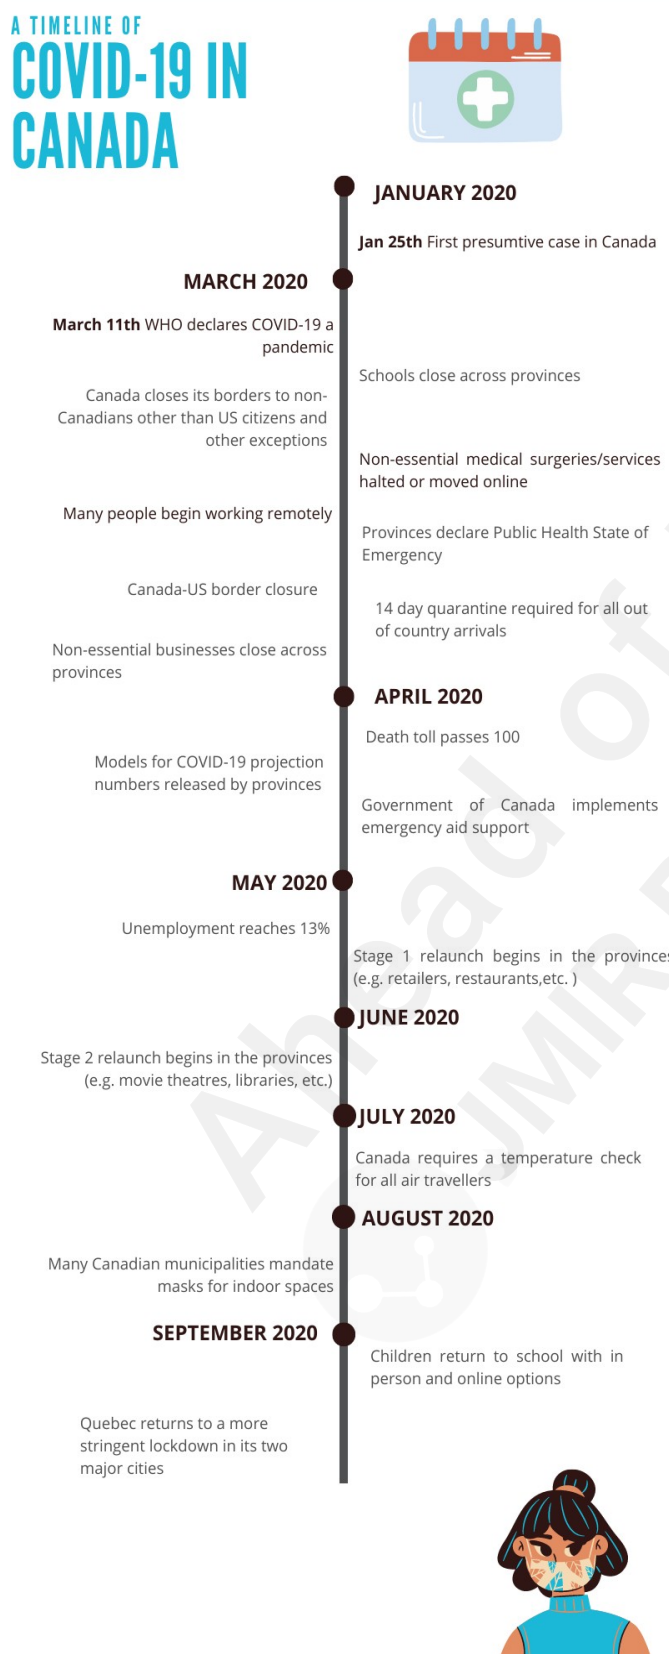 A TIMELINE OF
COVID-19 IN
CANADA
JANUARY 2020
Jan 25th First presumtive case in Canada
MARCH 2020
March 11th WHO declares COVID-19 a
pandemic
Schools close across provinces
Canada closes its borders to non-
Canadians other than US citizens and
other exceptions
Non-essential medical surgeries/services
halted or moved online
Many people begin working remotely
Provinces declare Public Health State of
Emergency
Canada-US border closure
14 day quarantine required for all out
of country arrivals
Non-essential businesses close across
provinces
APRIL 2020
Death toll passes 100
Models for COVID-19 projection
numbers released by provinces
Government of Canada implements
emergency aid support
MAY 2020
Unemployment reaches 13%
Stage 1 relaunch begins in the provinces
(e.g. retailers, restaurants,etc. )
JUNE 2020
Stage 2 relaunch begins in the provinces
(e.g. movie theatres, libraries, etc.)
JULY 2020
Canada requires a temperature check
for all air travellers
AUGUST 2020
Many Canadian municipalities mandate
masks for indoor spaces
SEPTEMBER 2020
Children return to school with in
person and online options
Quebec returns to a more
stringent lockdown in its two
major cities
Ahead of
JMIR